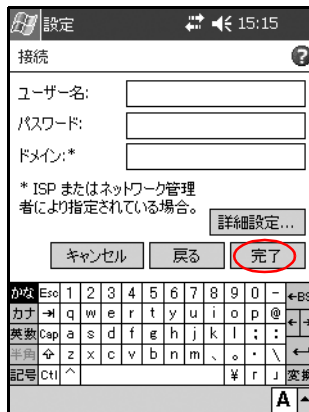 設定 15:15
接続 ?
ユーザー名:
パスワード:
ドメイン:*
* ISP またはネットワーク管理
者により指定されている場合。
詳細設定...
キャンセル 戻る 完了
かな Esc 1 2 3 4 5 6 7 8 9 0 - ←BS
カナ q w e r t y u i o p @
英数 Cap a s d f g h j k l ; :
半角 z x c v b n m 、 。 ・ \
記号 Ctl ^ ¥ 「 」 変換
A